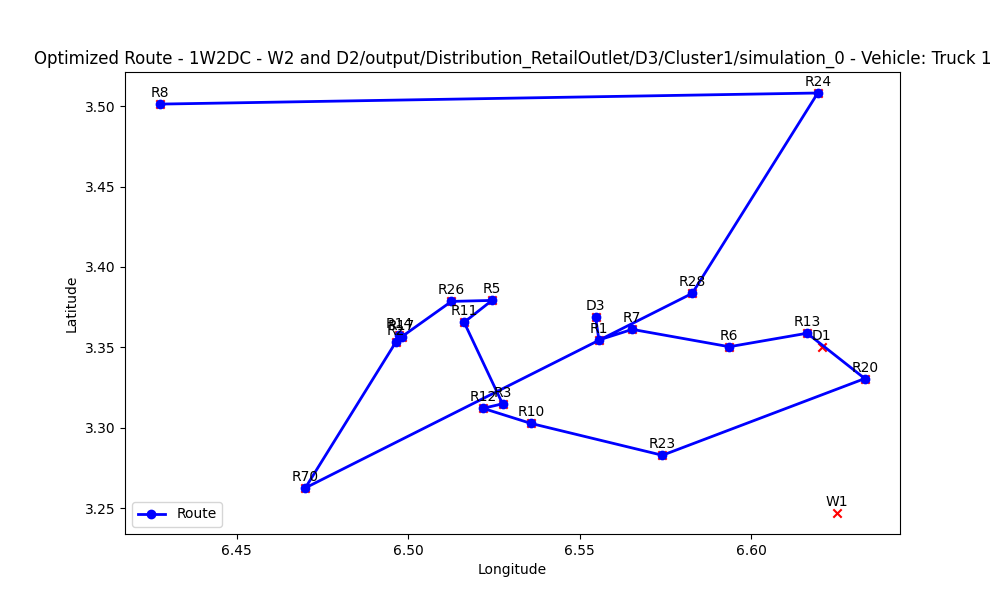 Optimized Route - 1W2DC - W2 and D2/output/Distribution_RetailOutlet/D3/Cluster1/simulation_0 - Vehicle: Truck 1
R8
R24
3.50
3.45
3.40
Latitude
R28
R26
R5
D3
R11
R1
R7
R13
D1
R6
3.35
R20
R12
R3
R10
3.30
R23
R70
W1
3.25
Route
6.45
6.50
6.55
6.60
Longitude